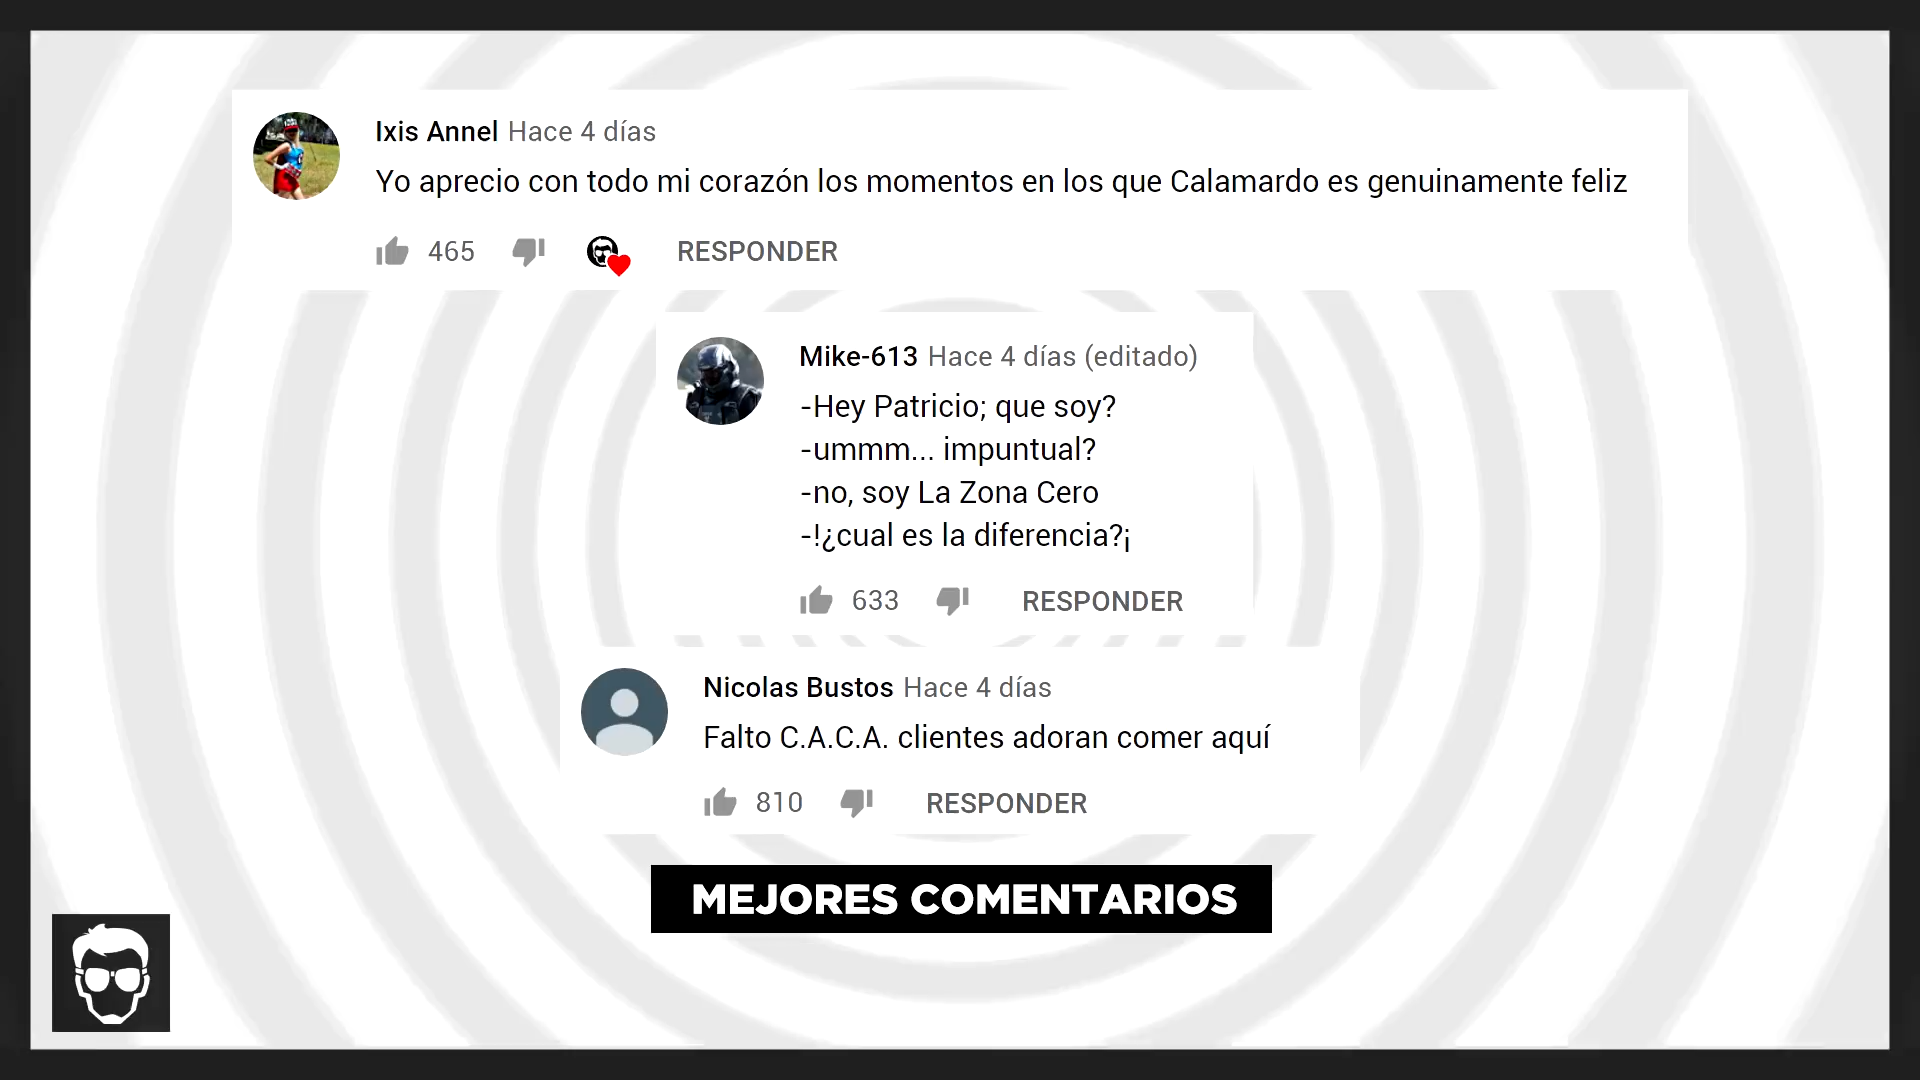 Ixis Annel Hace 4 días
Yo aprecio con todo mi corazón los momentos en los que Calamardo es genuinamente feliz
465 RESPONDER
Mike-613 Hace 4 días (editado)
-Hey Patricio; que soy?
-ummm... impuntual?
-no, soy La Zona Cero
-!¿cual es la diferencia?¡
633 RESPONDER
Nicolas Bustos Hace 4 días
Falto C.A.C.A. clientes adoran comer aquí
810 RESPONDER
MEJORES COMENTARIOS